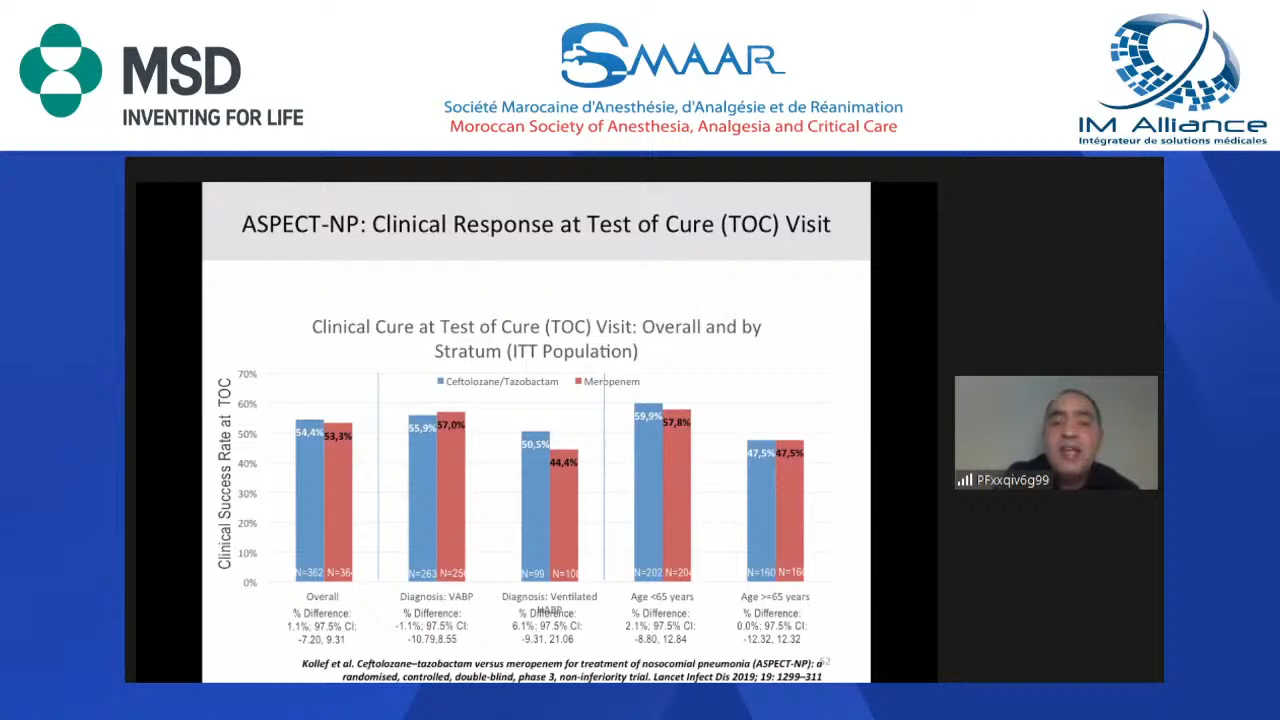 MSD
INVENTING FOR LIFE
SMAAR
Société Marocaine d'Anesthésie, d'Analgésie et de Réanimation
Moroccan Society of Anesthesia, Analgesia and Critical Care
IM Alliance
Intégrateur de solutions médicales
ASPECT-NP: Clinical Response at Test of Cure (TOC) Visit
Clinical Cure at Test of Cure (TOC) Visit: Overall and by
Stratum (ITT Population)
Clinical Success Rate at TOC
70%
60%
50%
40%
30%
20%
10%
0%
Ceftolozane/Tazobactam Meropenem
54,4% 53,3%
55,9% 57,0%
50,5% 44,4%
59,9% 57,8%
47,5% 47,5%
N=362 N=36
N=263 N=25
N=99 N=10
N=202 N=20
N=160 N=16
Overall
% Difference:
1.1%; 97.5% CI:
-7.20, 9.31
Diagnosis: VABP
% Difference:
-1.1%; 97.5% CI:
-10.79,8.55
Diagnosis: Ventilated
HABP
% Difference:
6.1%; 97.5% CI:
-9.31, 21.06
Age <65 years
% Difference:
2.1%; 97.5% CI:
-8.80, 12.84
Age >=65 years
% Difference:
0.0%; 97.5% CI:
-12.32, 12.32
Kollef et al. Ceftolozane–tazobactam versus meropenem for treatment of nosocomial pneumonia (ASPECT-NP): a
randomised, controlled, double-blind, phase 3, non-inferiority trial. Lancet Infect Dis 2019; 19: 1299–311
PFxxqiv6g99